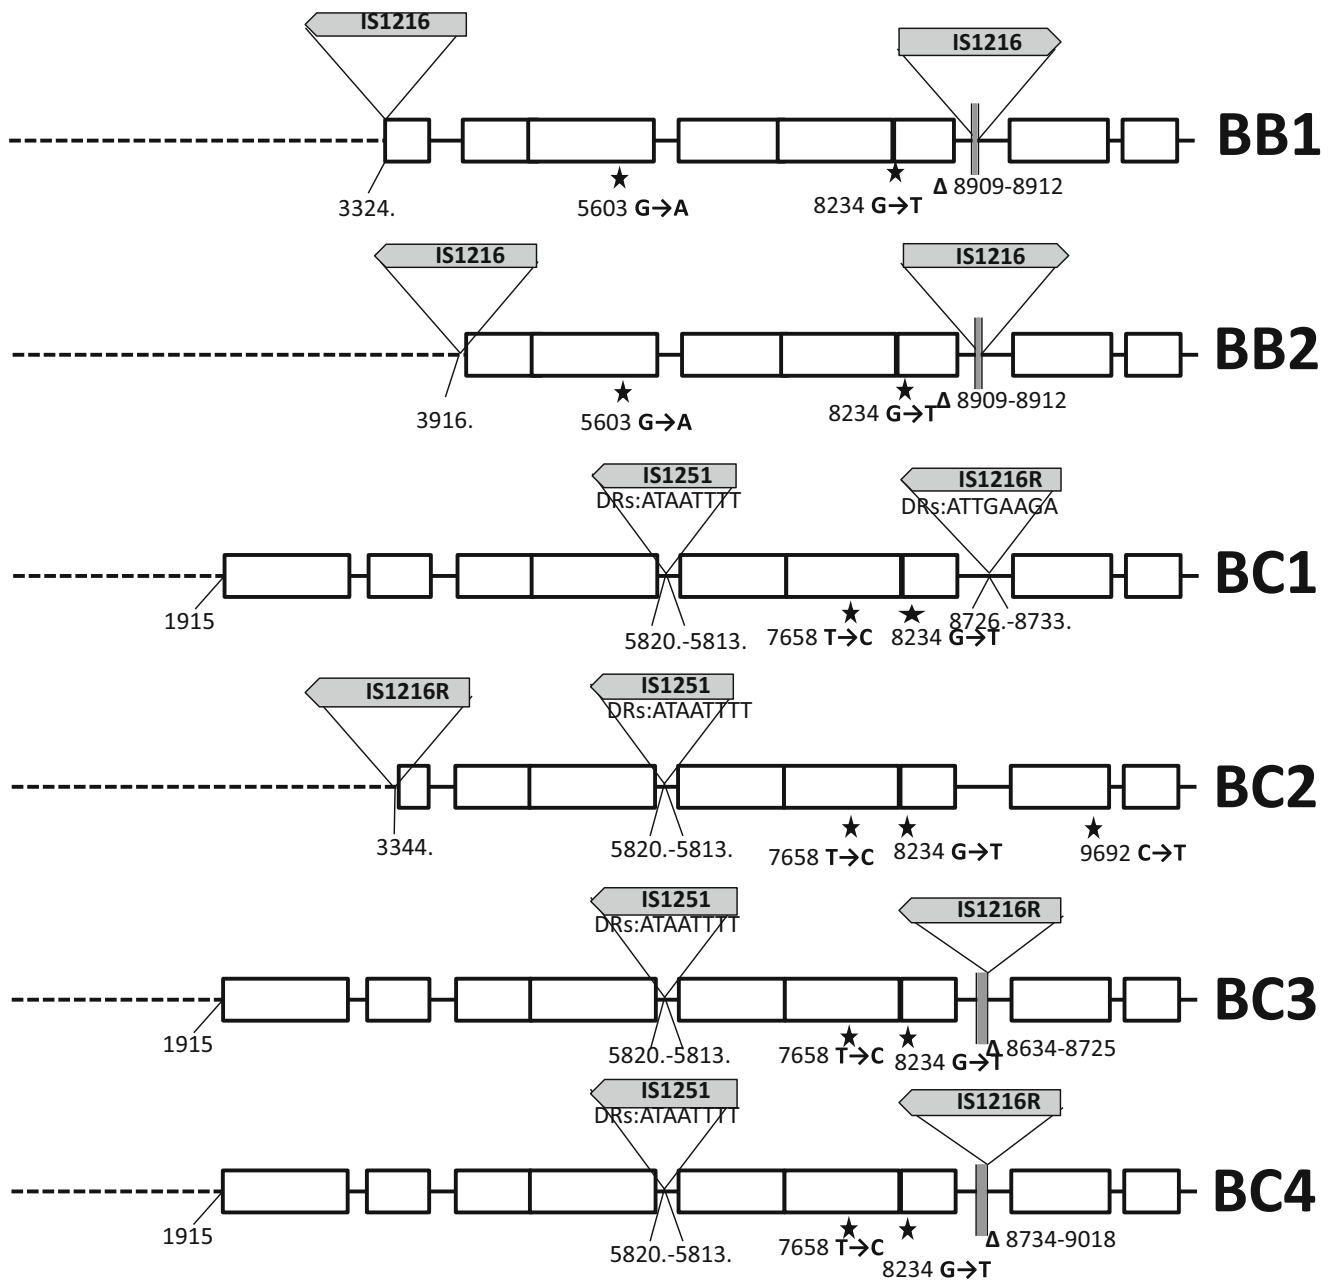 IS1216
IS1216
BB1
3324.
5603 G→A
8234 G→T
Δ 8909-8912
IS1216
IS1216
BB2
3916.
5603 G→A
8234 G→T
Δ 8909-8912
IS1251
DRs:ATAATTTT
IS1216R
DRs:ATTGAAGA
BC1
1915
5820.-5813.
7658 T→C
8234 G→T
8726.-8733.
IS1216R
IS1251
DRs:ATAATTTT
BC2
3344.
5820.-5813.
7658 T→C
8234 G→T
9692 C→T
IS1251
DRs:ATAATTTT
IS1216R
BC3
1915
5820.-5813.
7658 T→C
8234 G→T
Δ 8634-8725
IS1251
DRs:ATAATTTT
IS1216R
BC4
1915
5820.-5813.
7658 T→C
8234 G→T
Δ 8734-9018